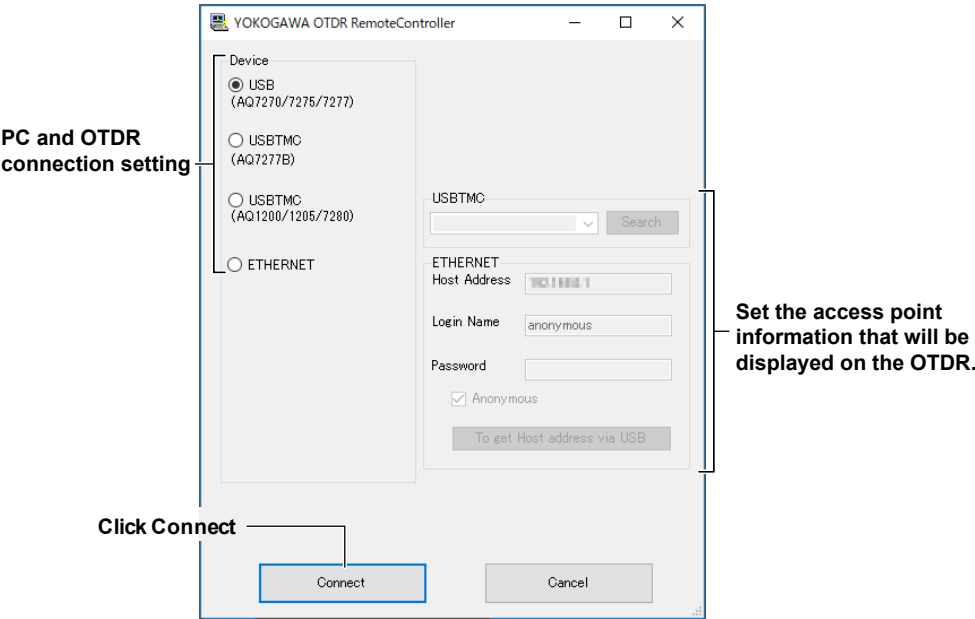 YOKOGAWA OTDR RemoteController
Device
USB
(AQ7270/7275/7277)
PC and OTDR
connection setting
USBTMC
(AQ7277B)
USBTMC
(AQ1200/1205/7280)
ETHERNET
USBTMC
Search
ETHERNET
Host Address
Login Name
anonymous
Password
Anonymous
To get Host address via USB
Set the access point
information that will be
displayed on the OTDR.
Click Connect
Connect
Cancel